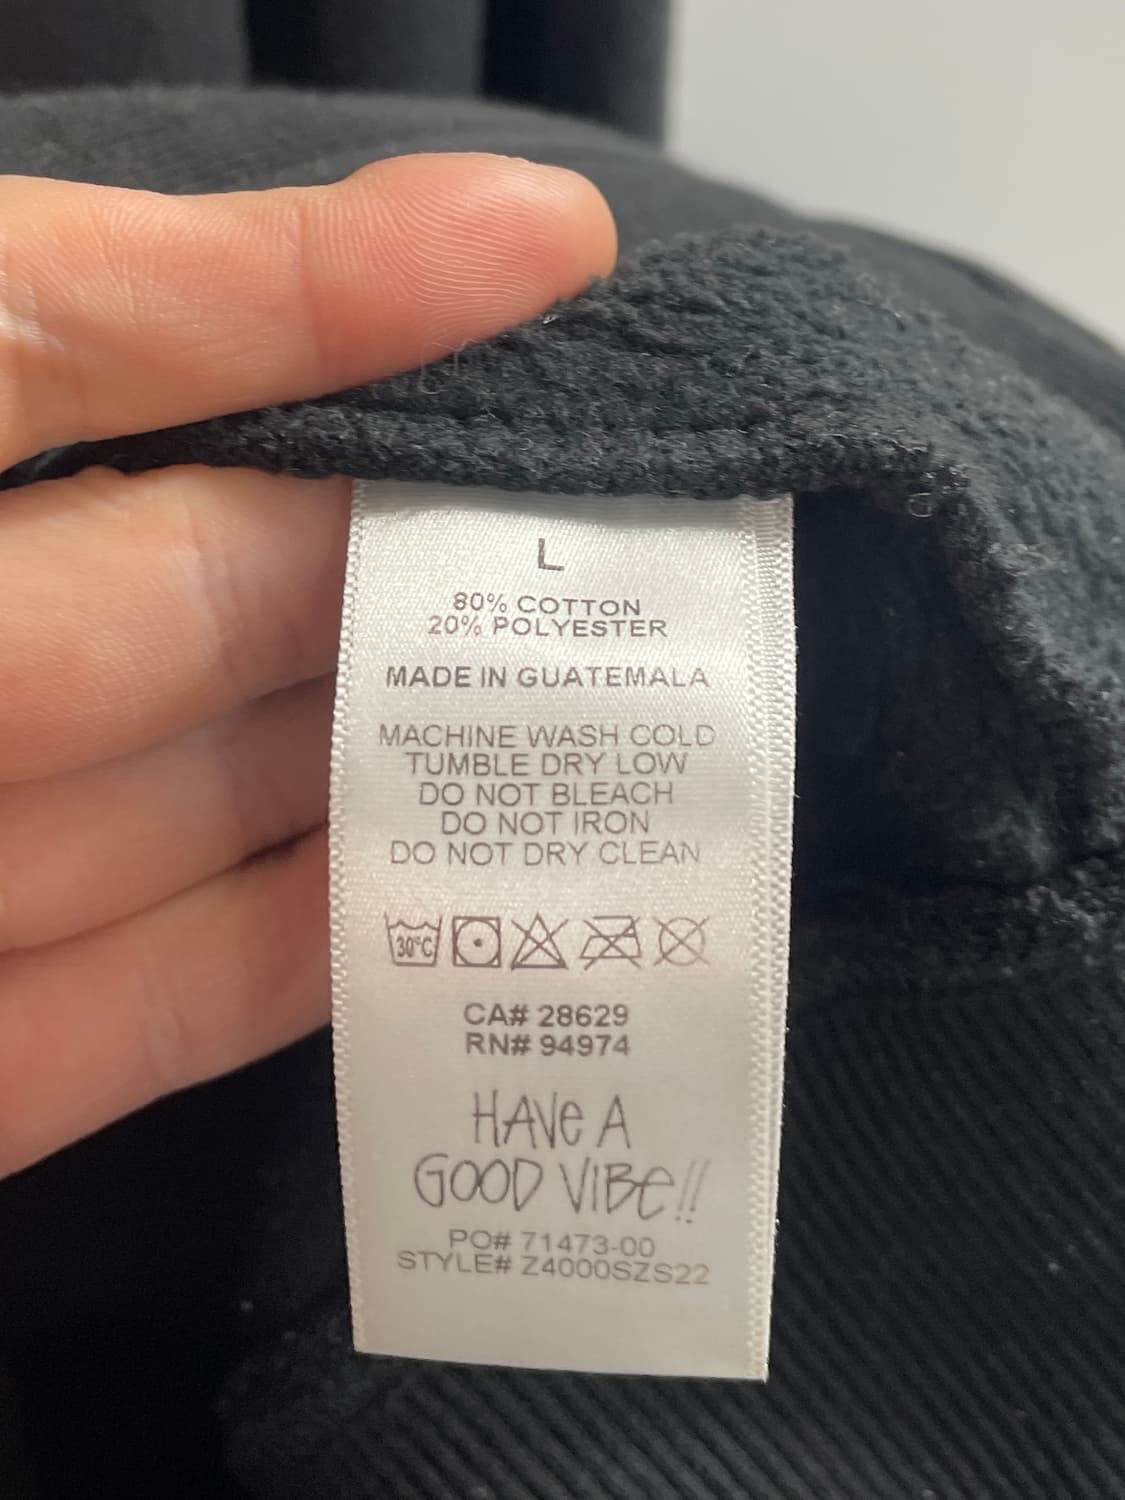 L
80% COTTON
20% POLYESTER
MADE IN GUATEMALA
MACHINE WASH COLD
TUMBLE DRY LOW
DO NOT BLEACH
DO NOT IRON
DO NOT DRY CLEAN
30°C
CA# 28629
RN# 94974
HAVe A
GOOD VIBe!!
PO# 71473-00
STYLE# Z4000SZS22